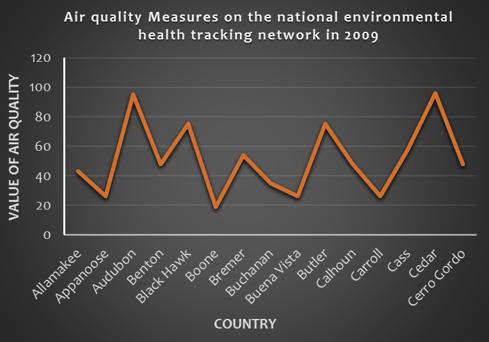 Air quality Measures on the national environmental
health tracking network in 2009
VALUE OF AIR QUALITY
120
100
80
60
40
20
0
Allamakee
Appanoose
Audubon
Benton
Black Hawk
Boone
Bremer
Buchanan
Buena Vista
Butler
Calhoun
Carroll
Cass
Cedar
Cerro Gordo
COUNTRY